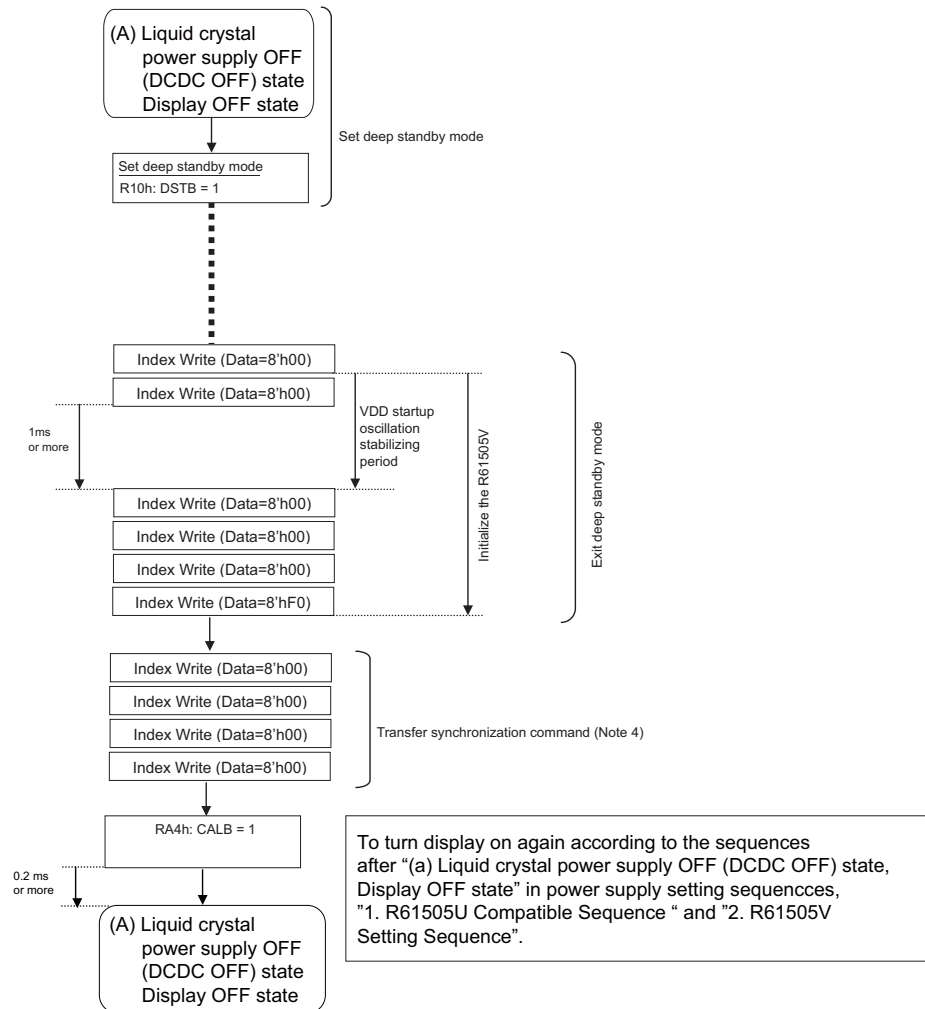 (A) Liquid crystal
power supply OFF
(DCDC OFF) state
Display OFF state
Set deep standby mode
Set deep standby mode
R10h: DSTB = 1
Index Write (Data=8'h00)
Index Write (Data=8'h00)
1ms
or more
VDD startup
oscillation
stabilizing
period
Initialize the R61505V
Exit deep standby mode
Index Write (Data=8'h00)
Index Write (Data=8'h00)
Index Write (Data=8'h00)
Index Write (Data=8'hF0)
Index Write (Data=8'h00)
Index Write (Data=8'h00)
Index Write (Data=8'h00)
Index Write (Data=8'h00)
Transfer synchronization command (Note 4)
RA4h: CALB = 1
0.2 ms
or more
(A) Liquid crystal
power supply OFF
(DCDC OFF) state
Display OFF state
To turn display on again according to the sequences
after “(a) Liquid crystal power supply OFF (DCDC OFF) state,
Display OFF state” in power supply setting sequencces,
”1. R61505U Compatible Sequence “ and ”2. R61505V
Setting Sequence”.